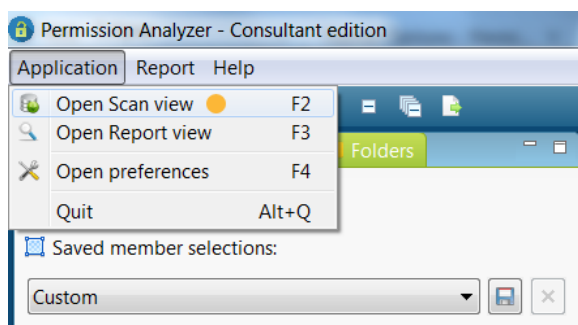 Permission Analyzer - Consultant edition
Application Report Help
Open Scan view F2
Open Report view F3
Folders
Open preferences F4
Quit Alt+Q
Saved member selections:
Custom